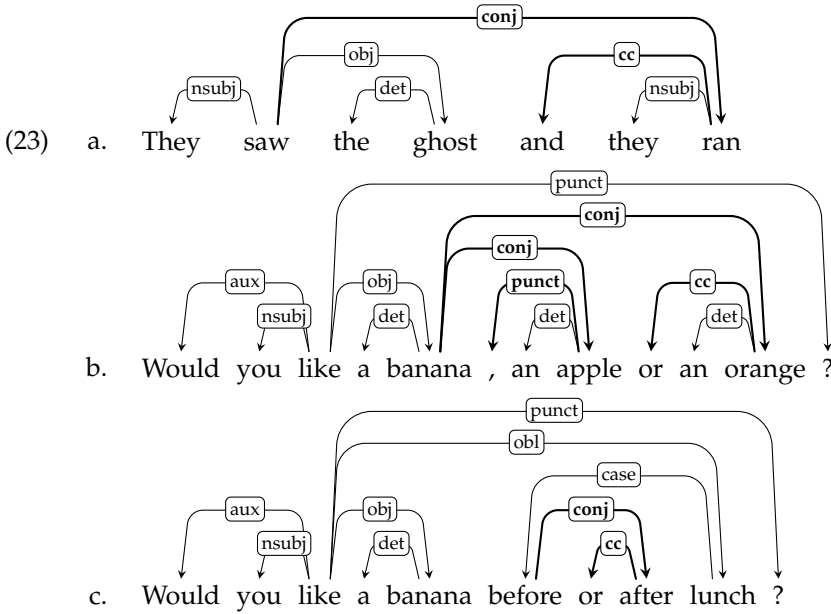 conj
obj cc
nsubj det nsubj
(23) a. They saw the ghost and they ran
punct
conj
conj
aux obj punct cc
nsubj det det det
b. Would you like a banana , an apple or an orange ?
punct
obl
case
aux obj conj
nsubj det cc
c. Would you like a banana before or after lunch ?